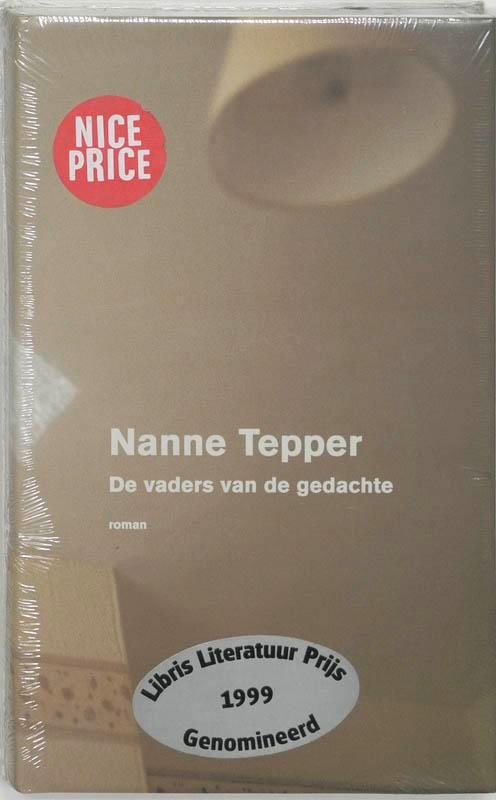 NICE
PRICE
Nanne Tepper
De vaders van de gedachte
roman
Libris Literatuur Prijs
1999
Genomineerd